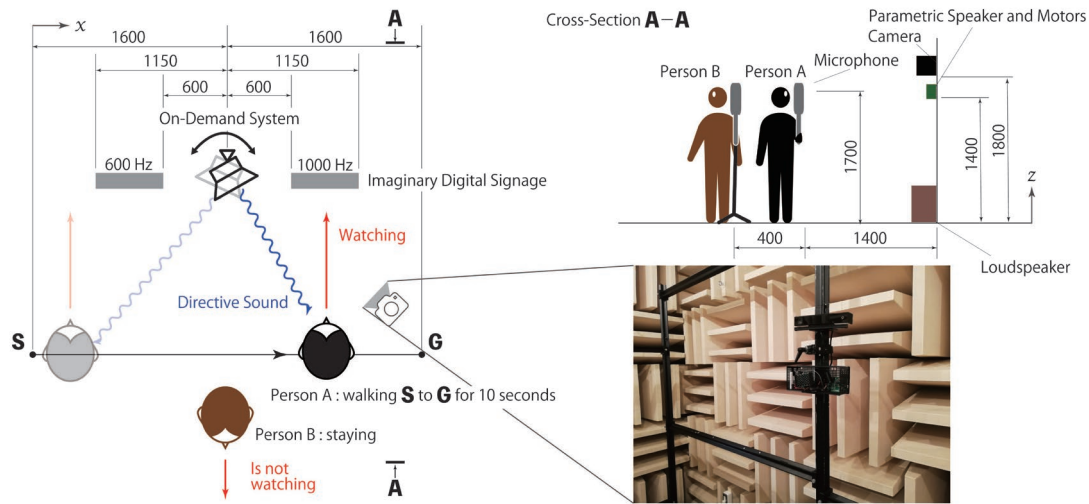 x
A
1600
1600
1150
1150
600
600
On-Demand System
600 Hz
1000 Hz
Imaginary Digital Signage
Watching
Directive Sound
S
G
Person A : walking S to G for 10 seconds
Person B : staying
Is not
watching
A
Cross-Section A–A
Parametric Speaker and Motors
Camera
Microphone
Person B
Person A
1700
1400
1800
z
400
1400
Loudspeaker